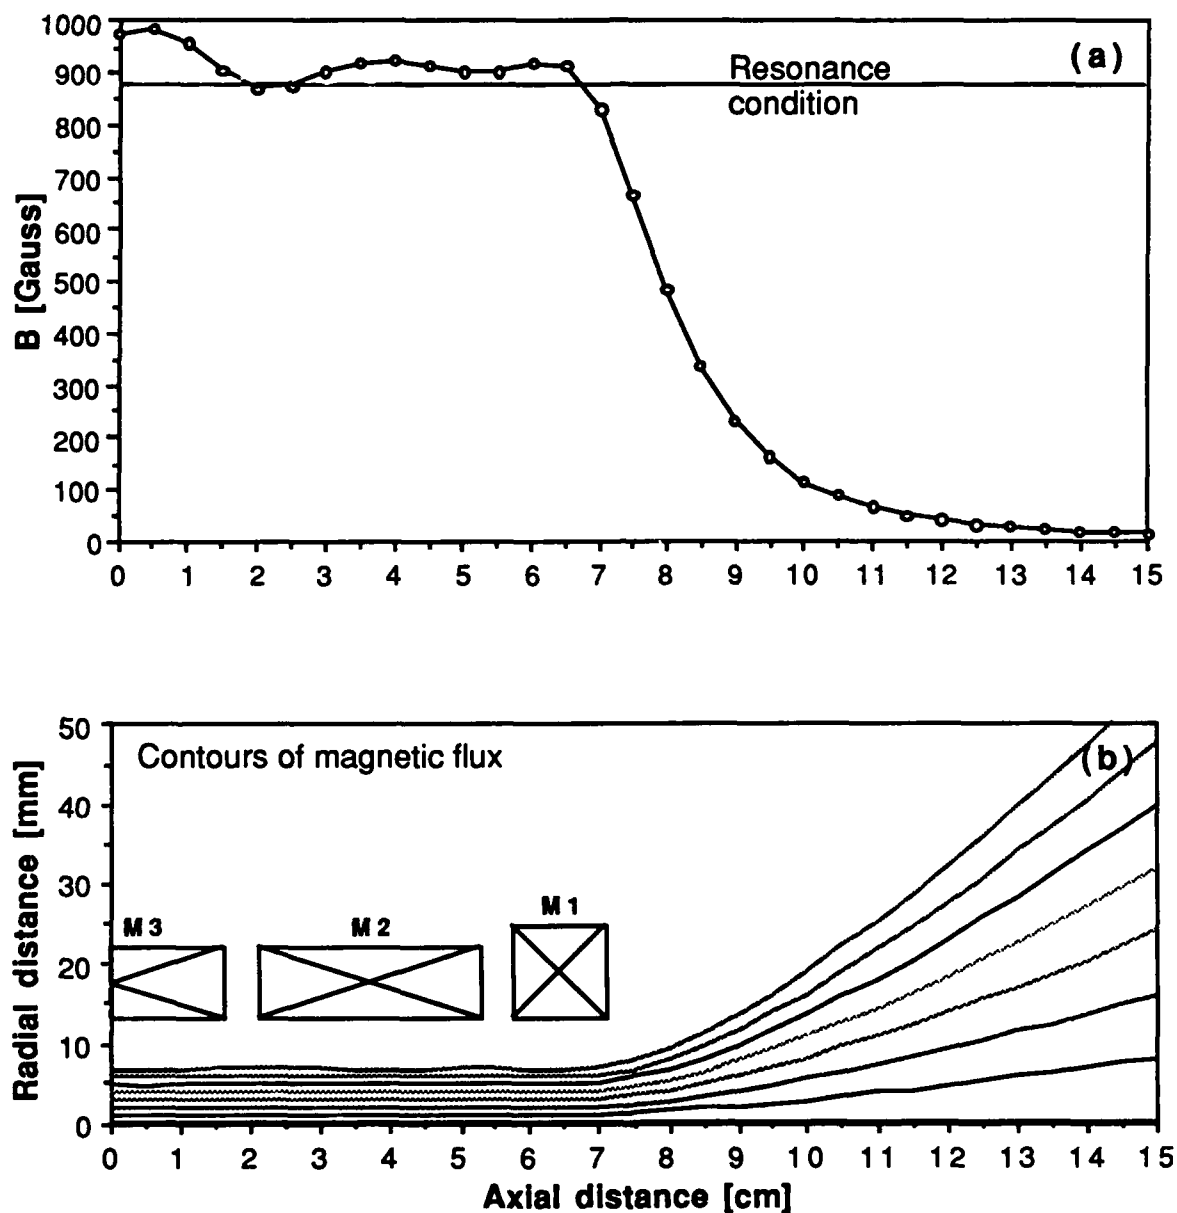 1000
900
800
700
600
500
400
300
200
100
0
B [Gauss]
(a)
Resonance
condition
0 1 2 3 4 5 6 7 8 9 10 11 12 13 14 15
50
40
30
20
10
0
Radial distance [mm]
Contours of magnetic flux
(b)
M 3
M 2
M 1
0 1 2 3 4 5 6 7 8 9 10 11 12 13 14 15
Axial distance [cm]